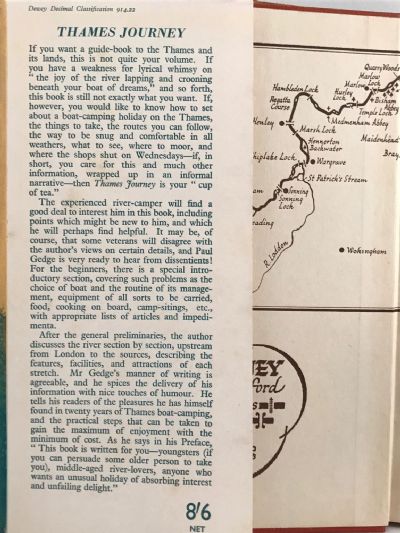 Dewey Decimal Classification 914.22
THAMES JOURNEY
If you want a guide-book to the Thames and
its lands, this is not quite your volume. If
you have a weakness for lyrical whimsy on
“ the joy of the river lapping and crooning
beneath your boat of dreams,” and so forth,
this book is still not exactly what you want. If,
however, you would like to know how to set
about a boat-camping holiday on the Thames,
the things to take, the routes you can follow,
the way to be snug and comfortable in all
weathers, what to see, where to moor, and
where the shops shut on Wednesdays—if, in
short, you care for this and much other
information, wrapped up in an informal
narrative—then Thames Journey is your “ cup
of tea.”
The experienced river-camper will find a
good deal to interest him in this book, including
points which might be new to him, and which
he will perhaps find helpful. It may be, of
course, that some veterans will disagree with
the author's views on certain details, and Paul
Gedge is very ready to hear from dissentients!
For the beginners, there is a special intro-
ductory section, covering such problems as the
choice of boat and the routine of its manage-
ment, equipment of all sorts to be carried,
food, cooking on board, camp-sitings, etc.,
with appropriate lists of articles and impedi-
menta.
After the general preliminaries, the author
discusses the river section by section, upstream
from London to the sources, describing the
features, facilities, and attractions of each
stretch. Mr Gedge's manner of writing is
agreeable, and he spices the delivery of his
information with nice touches of humour. He
tells his readers of the pleasures he has himself
found in twenty years of Thames boat-camping,
and the practical steps that can be taken to
gain the maximum of enjoyment with the
minimum of cost. As he says in his Preface,
“ This book is written for you—youngsters (if
you can persuade some older person to take
you), middle-aged river-lovers, anyone who
wants an unusual holiday of absorbing interest
and unfailing delight.”
8/6
NET
Quarry Woods
Marlow Lock
Marlow
Hambleden Lock
Hurley Lock
Bisham Abbey
Regatta Course
Temple Lock
Medmenham Abbey
Henley
Marsh Lock
Maidenhead
Hennerton Backwater
Bray
Shiplake Lock
Wargrave
St Patrick's Stream
Sonning
Sonning Lock
eading
R. Loddon
Wokingham
NEY
ford